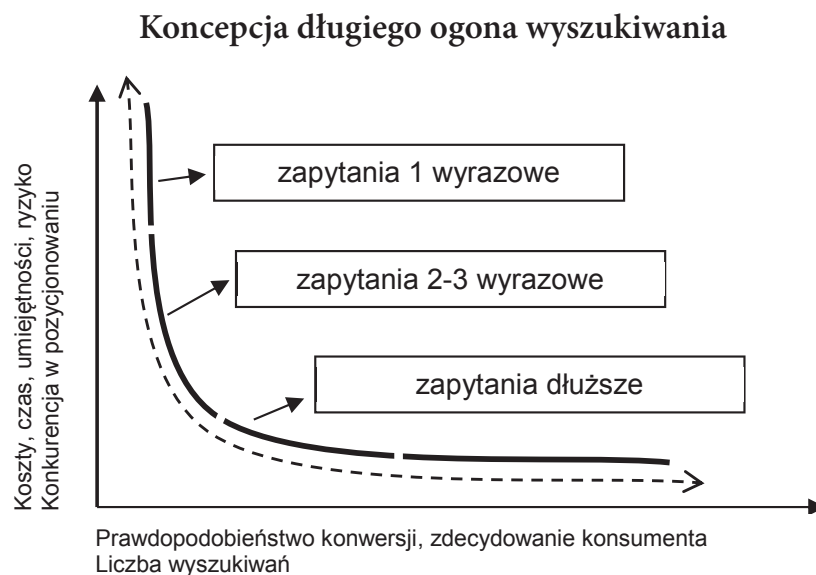 Koncepcja długiego ogona wyszukiwania
zapytania 1 wyrazowe
zapytania 2-3 wyrazowe
zapytania dłuższe
Koszty, czas, umiejętności, ryzyko
Konkurencja w pozycjonowaniu
Prawdopodobieństwo konwersji, zdecydowanie konsumenta
Liczba wyszukiwań